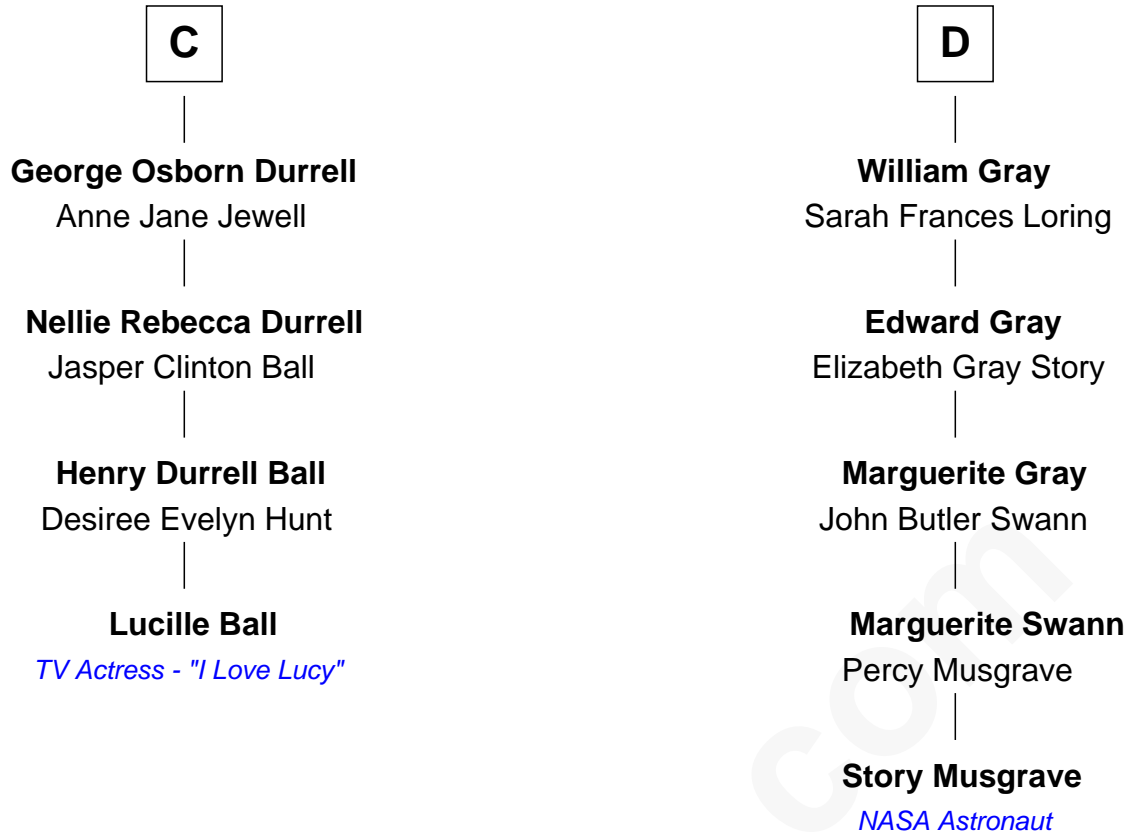 C
George Osborn Durrell
Anne Jane Jewell
Nellie Rebecca Durrell
Jasper Clinton Ball
Henry Durrell Ball
Desiree Evelyn Hunt
Lucille Ball
TV Actress - "I Love Lucy"
D
William Gray
Sarah Frances Loring
Edward Gray
Elizabeth Gray Story
Marguerite Gray
John Butler Swann
Marguerite Swann
Percy Musgrave
Story Musgrave
NASA Astronaut
com